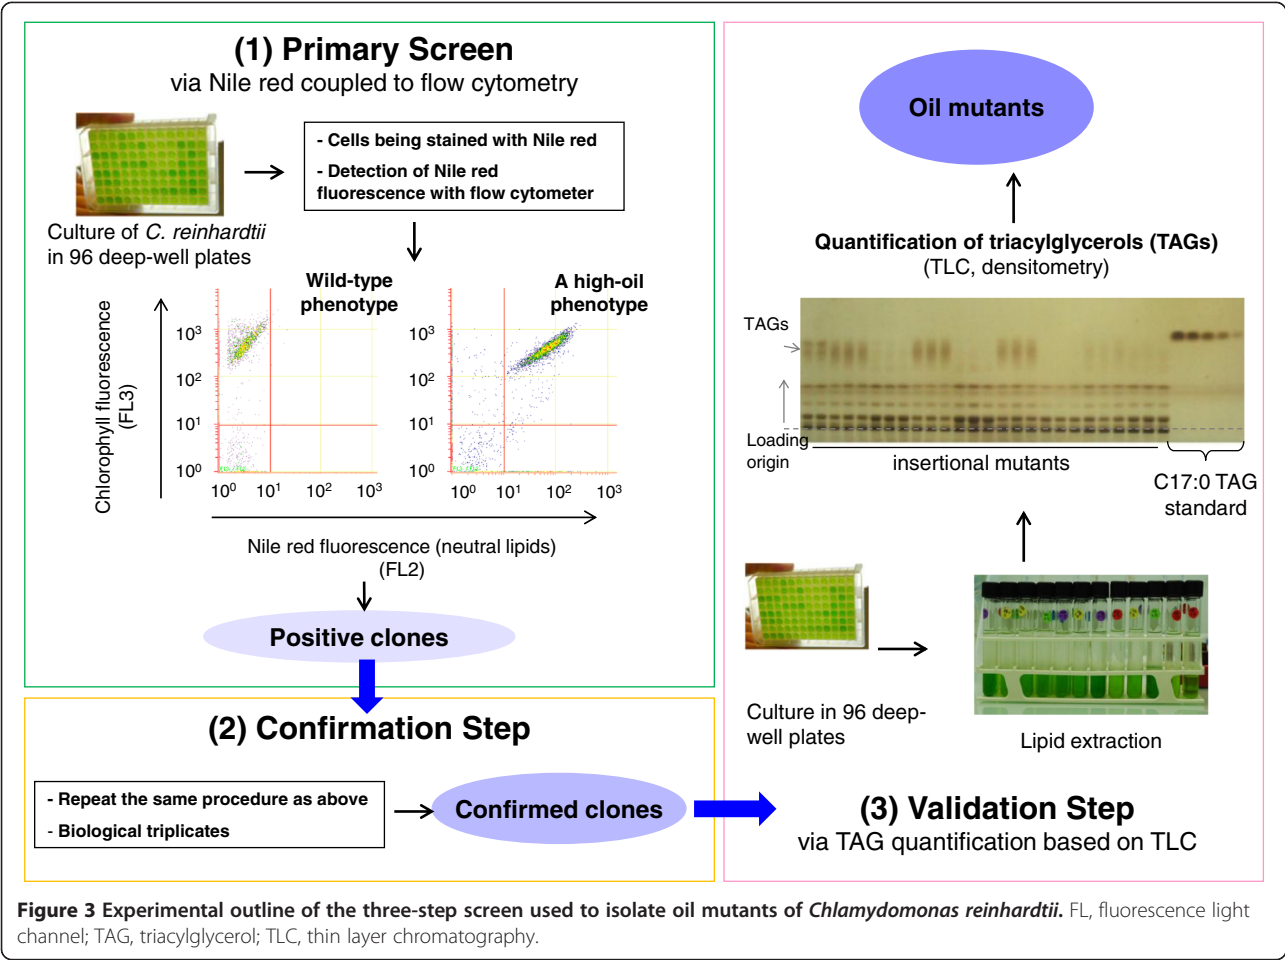 (1) Primary Screen
via Nile red coupled to flow cytometry
- Cells being stained with Nile red
- Detection of Nile red
fluorescence with flow cytometer
Culture of C. reinhardtii
in 96 deep-well plates
Wild-type
phenotype
A high-oil
phenotype
Chlorophyll fluorescence
(FL3)
10³
10²
10¹
10⁰
10⁰ 10¹ 10² 10³
10³
10²
10¹
10⁰
10⁰ 10¹ 10² 10³
Nile red fluorescence (neutral lipids)
(FL2)
Positive clones
(2) Confirmation Step
- Repeat the same procedure as above
- Biological triplicates
Confirmed clones
(3) Validation Step
via TAG quantification based on TLC
Culture in 96 deep-
well plates
Lipid extraction
TAGs
Loading
origin
insertional mutants
C17:0 TAG
standard
Quantification of triacylglycerols (TAGs)
(TLC, densitometry)
Oil mutants
Figure 3 Experimental outline of the three-step screen used to isolate oil mutants of Chlamydomonas reinhardtii. FL, fluorescence light
channel; TAG, triacylglycerol; TLC, thin layer chromatography.